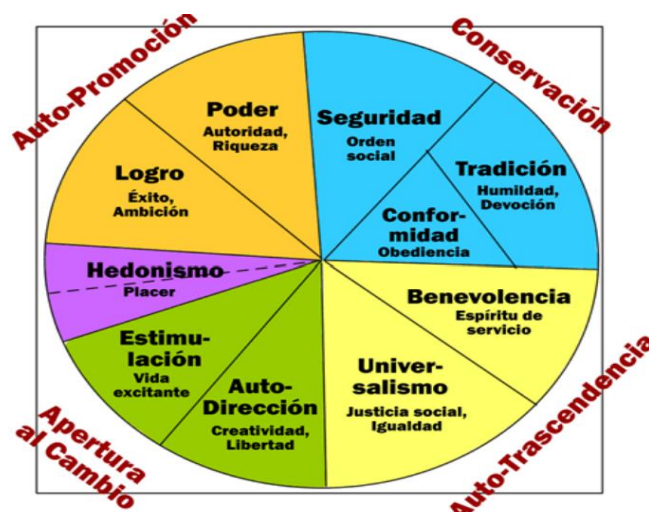 Auto-Promoción
Conservación
Poder
Autoridad,
Riqueza
Seguridad
Orden
social
Tradición
Humildad,
Devoción
Logro
Éxito,
Ambición
Confor-
midad
Obediencia
Hedonismo
Placer
Benevolencia
Espíritu de
servicio
Estimu-
lación
Vida
excitante
Auto-
Dirección
Creatividad,
Libertad
Univer-
salismo
Justicia social,
Igualdad
Apertura
al Cambio
Auto-Trascendencia